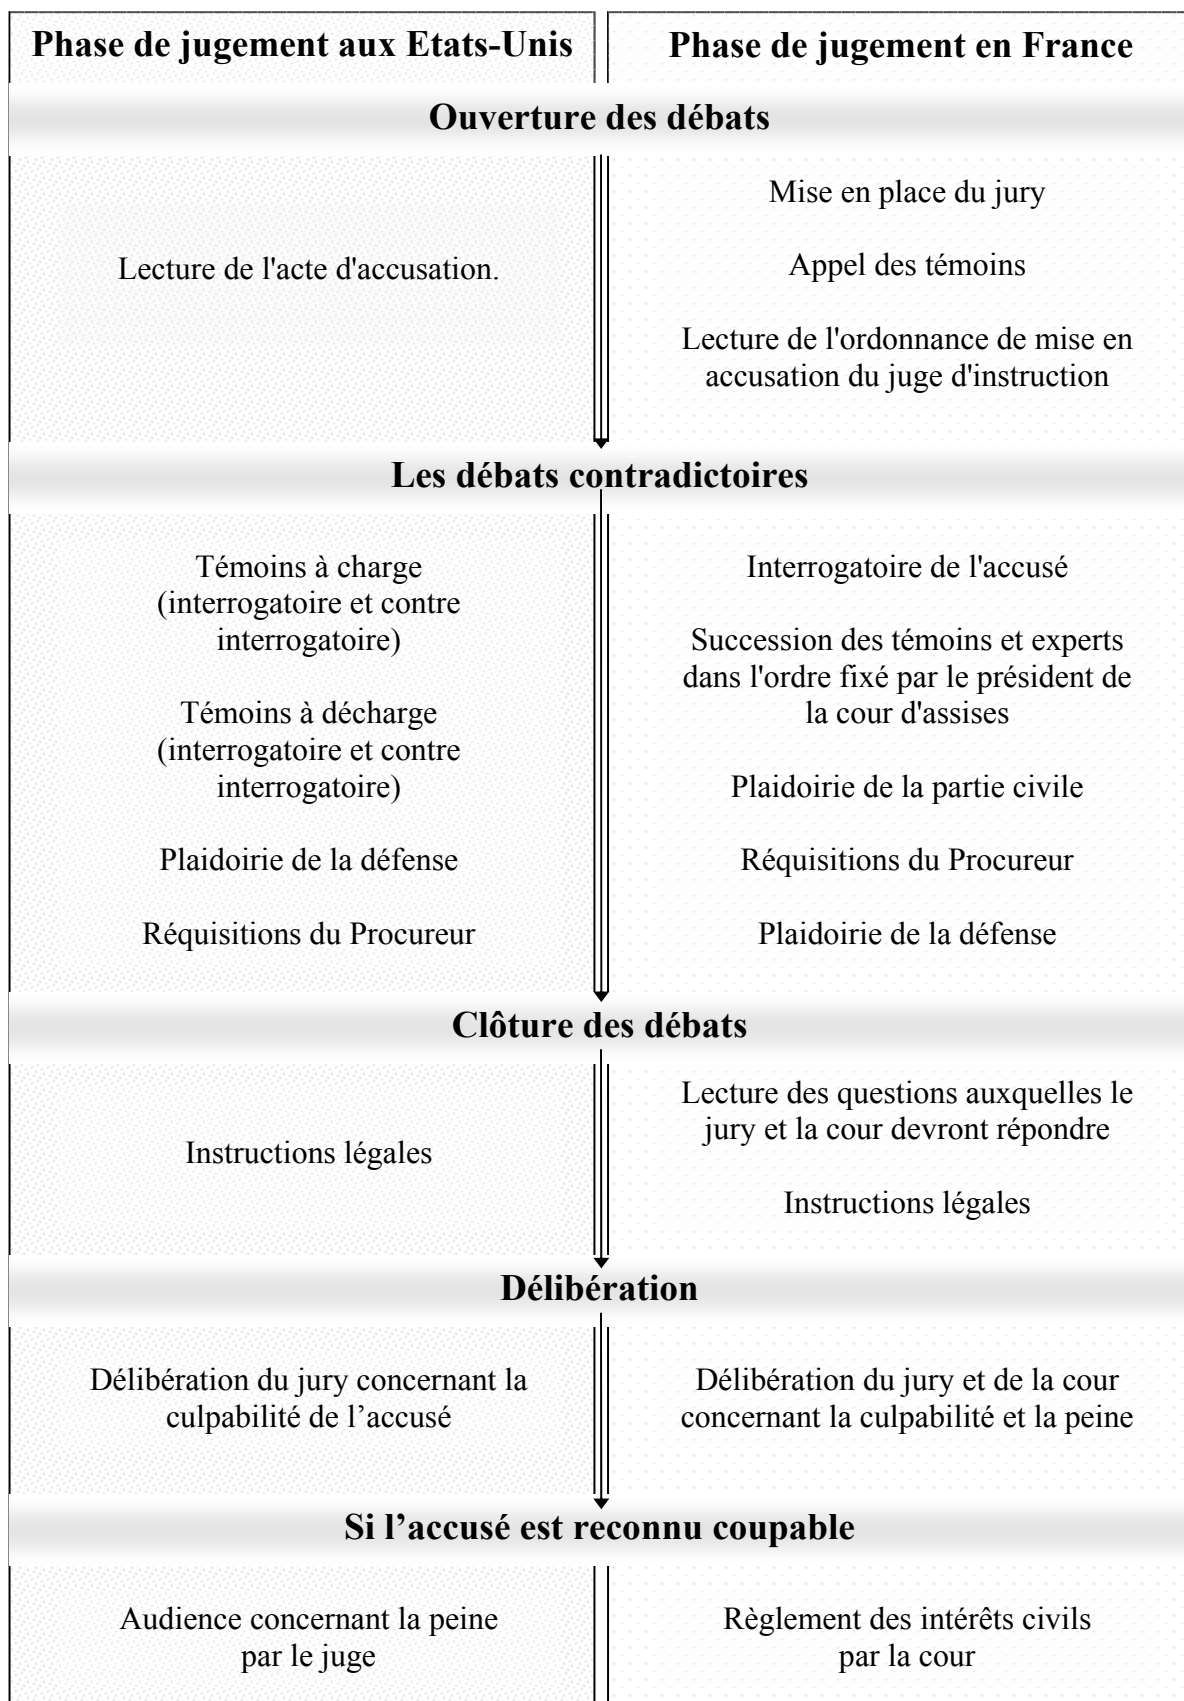 Phase de jugement aux Etats-Unis
Phase de jugement en France
Ouverture des débats
Lecture de l'acte d'accusation.
Mise en place du jury
Appel des témoins
Lecture de l'ordonnance de mise en
accusation du juge d'instruction
Les débats contradictoires
Témoins à charge
(interrogatoire et contre
interrogatoire)
Témoins à décharge
(interrogatoire et contre
interrogatoire)
Plaidoirie de la défense
Réquisitions du Procureur
Interrogatoire de l'accusé
Succession des témoins et experts
dans l'ordre fixé par le président de
la cour d'assises
Plaidoirie de la partie civile
Réquisitions du Procureur
Plaidoirie de la défense
Clôture des débats
Instructions légales
Lecture des questions auxquelles le
jury et la cour devront répondre
Instructions légales
Délibération
Délibération du jury concernant la
culpabilité de l’accusé
Délibération du jury et de la cour
concernant la culpabilité et la peine
Si l’accusé est reconnu coupable
Audience concernant la peine
par le juge
Règlement des intérêts civils
par la cour